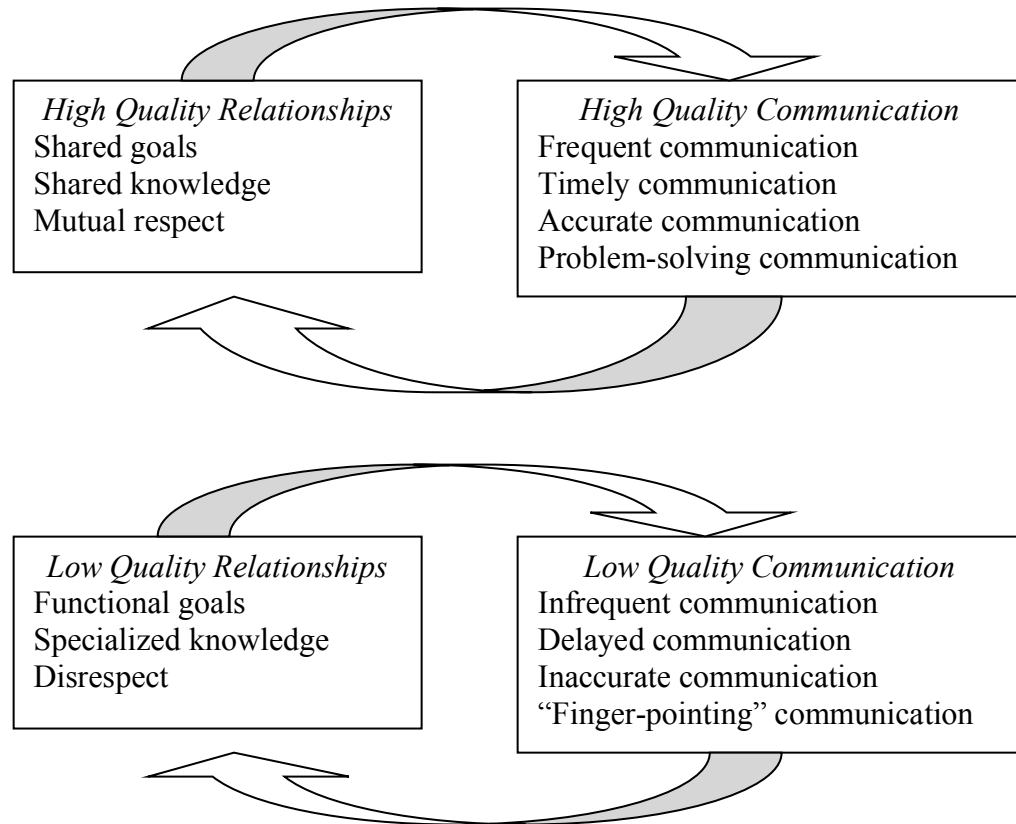 High Quality Relationships
Shared goals
Shared knowledge
Mutual respect
High Quality Communication
Frequent communication
Timely communication
Accurate communication
Problem-solving communication
Low Quality Relationships
Functional goals
Specialized knowledge
Disrespect
Low Quality Communication
Infrequent communication
Delayed communication
Inaccurate communication
“Finger-pointing” communication